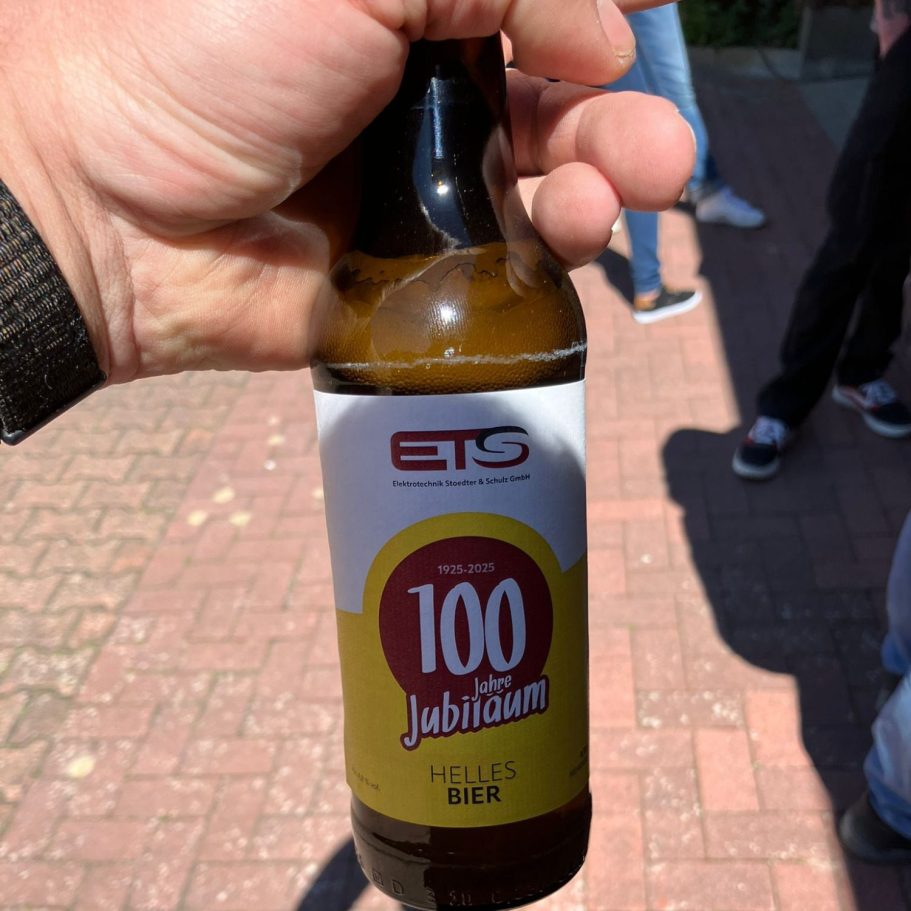 ETS
Elektrotechnik Stoedter & Schulz GmbH
1925-2025
100
Jahre
Jubiläum
HELLES
BIER